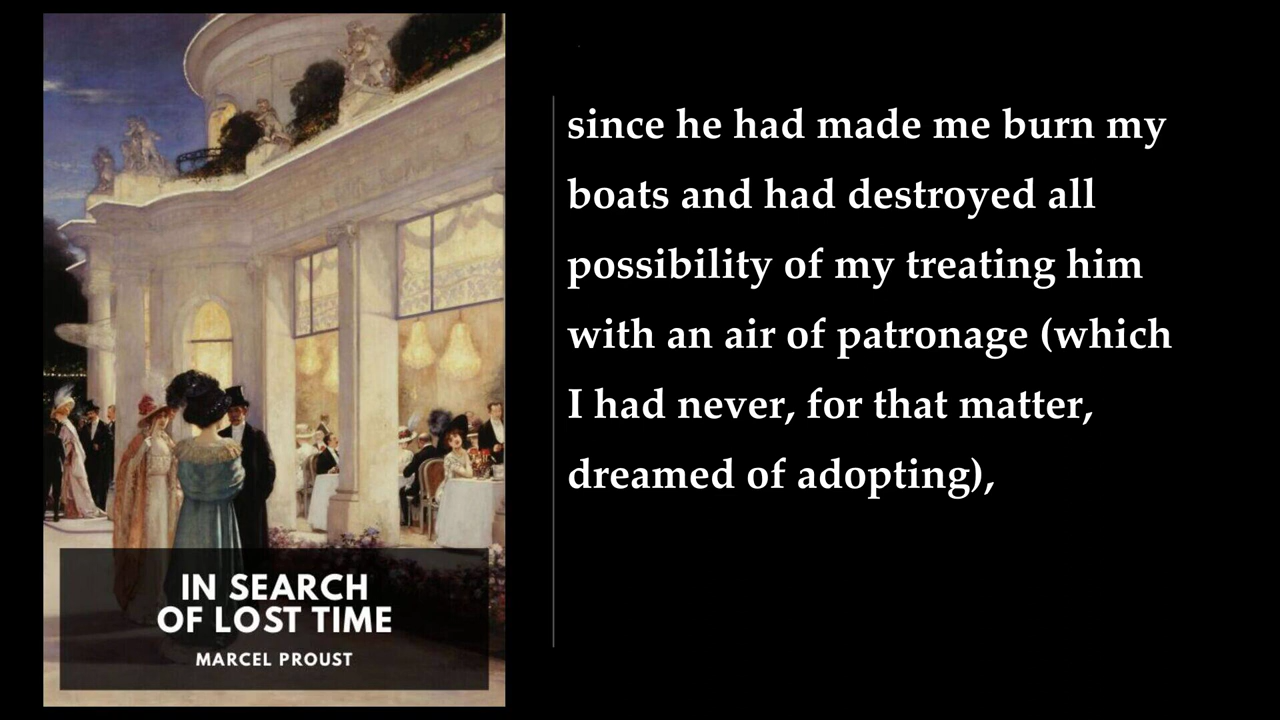 since he had made me burn my
boats and had destroyed all
possibility of my treating him
with an air of patronage (which
I had never, for that matter,
dreamed of adopting),
IN SEARCH
OF LOST TIME
MARCEL PROUST